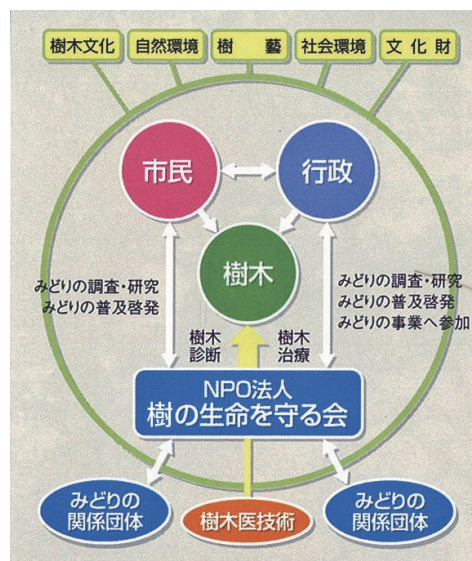 樹木文化
自然環境
樹藝
社会環境
文化財
市民
行政
樹木
みどりの調査・研究
みどりの普及啓発
みどりの調査・研究
みどりの普及啓発
みどりの事業へ参加
樹木
診断
樹木
治療
NPO法人
樹の生命を守る会
みどりの
関係団体
樹木医技術
みどりの
関係団体